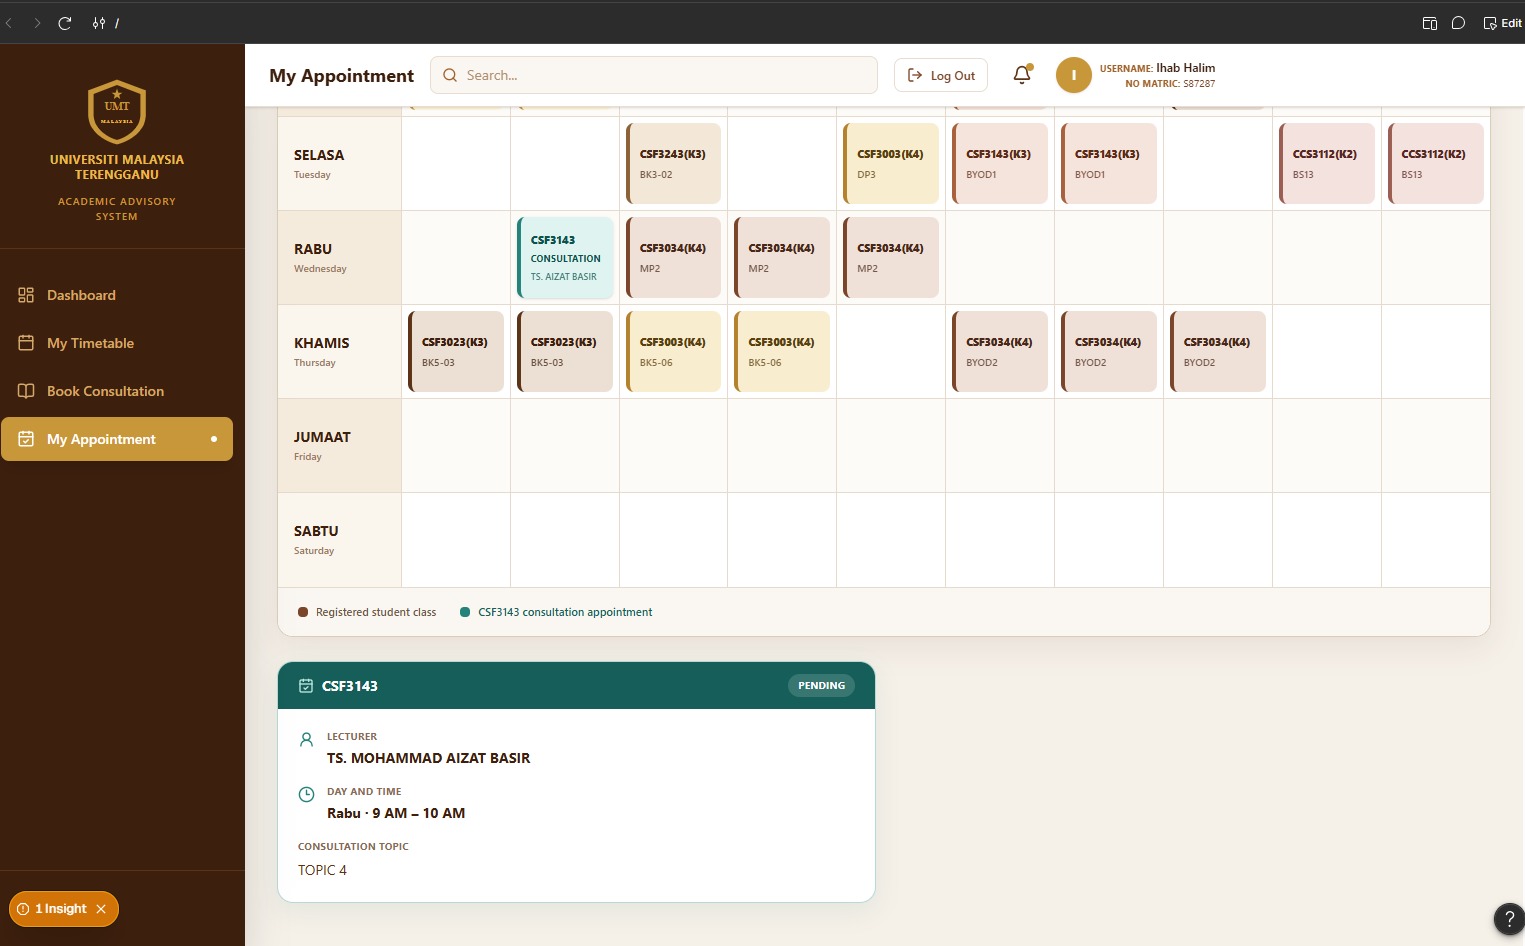 /
Edit
UMT
MALAYSIA
UNIVERSITI MALAYSIA
TERENGGANU
ACADEMIC ADVISORY
SYSTEM
Dashboard
My Timetable
Book Consultation
My Appointment
1 Insight
My Appointment
Search...
Log Out
I
USERNAME: Ihab Halim
NO MATRIC: S87287
SELASA
Tuesday
CSF3243(K3)
BK3-02
CSF3003(K4)
DP3
CSF3143(K3)
BYOD1
CSF3143(K3)
BYOD1
CCS3112(K2)
BS13
CCS3112(K2)
BS13
RABU
Wednesday
CSF3143
CONSULTATION
TS. AIZAT BASIR
CSF3034(K4)
MP2
CSF3034(K4)
MP2
CSF3034(K4)
MP2
KHAMIS
Thursday
CSF3023(K3)
BK5-03
CSF3023(K3)
BK5-03
CSF3003(K4)
BK5-06
CSF3003(K4)
BK5-06
CSF3034(K4)
BYOD2
CSF3034(K4)
BYOD2
CSF3034(K4)
BYOD2
JUMAAT
Friday
SABTU
Saturday
Registered student class
CSF3143 consultation appointment
CSF3143
PENDING
LECTURER
TS. MOHAMMAD AIZAT BASIR
DAY AND TIME
Rabu · 9 AM – 10 AM
CONSULTATION TOPIC
TOPIC 4
?